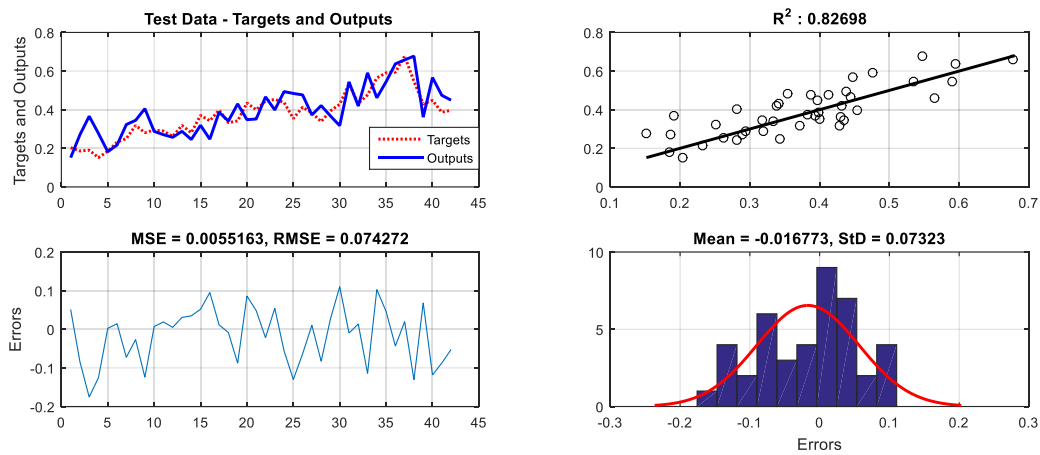 Test Data - Targets and Outputs
Targets and Outputs
0.8
0.6
0.4
0.2
0
0 5 10 15 20 25 30 35 40 45
Targets
Outputs
R² : 0.82698
0.8
0.6
0.4
0.2
0
0.1 0.2 0.3 0.4 0.5 0.6 0.7
MSE = 0.0055163, RMSE = 0.074272
Errors
0.2
0.1
0
-0.1
-0.2
0 5 10 15 20 25 30 35 40 45
Mean = -0.016773, StD = 0.07323
10
5
0
-0.3 -0.2 -0.1 0 0.1 0.2 0.3
Errors